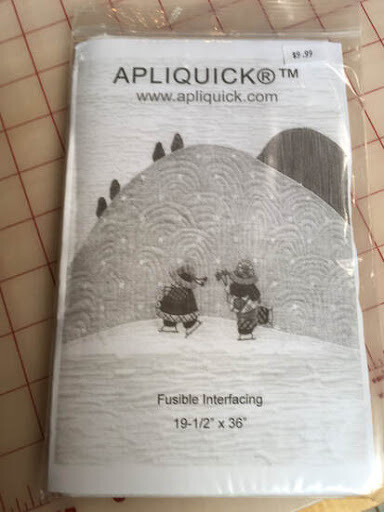 $9.99
APLIQUICK®™
www.apliquick.com
Fusible Interfacing
19-1/2" x 36"